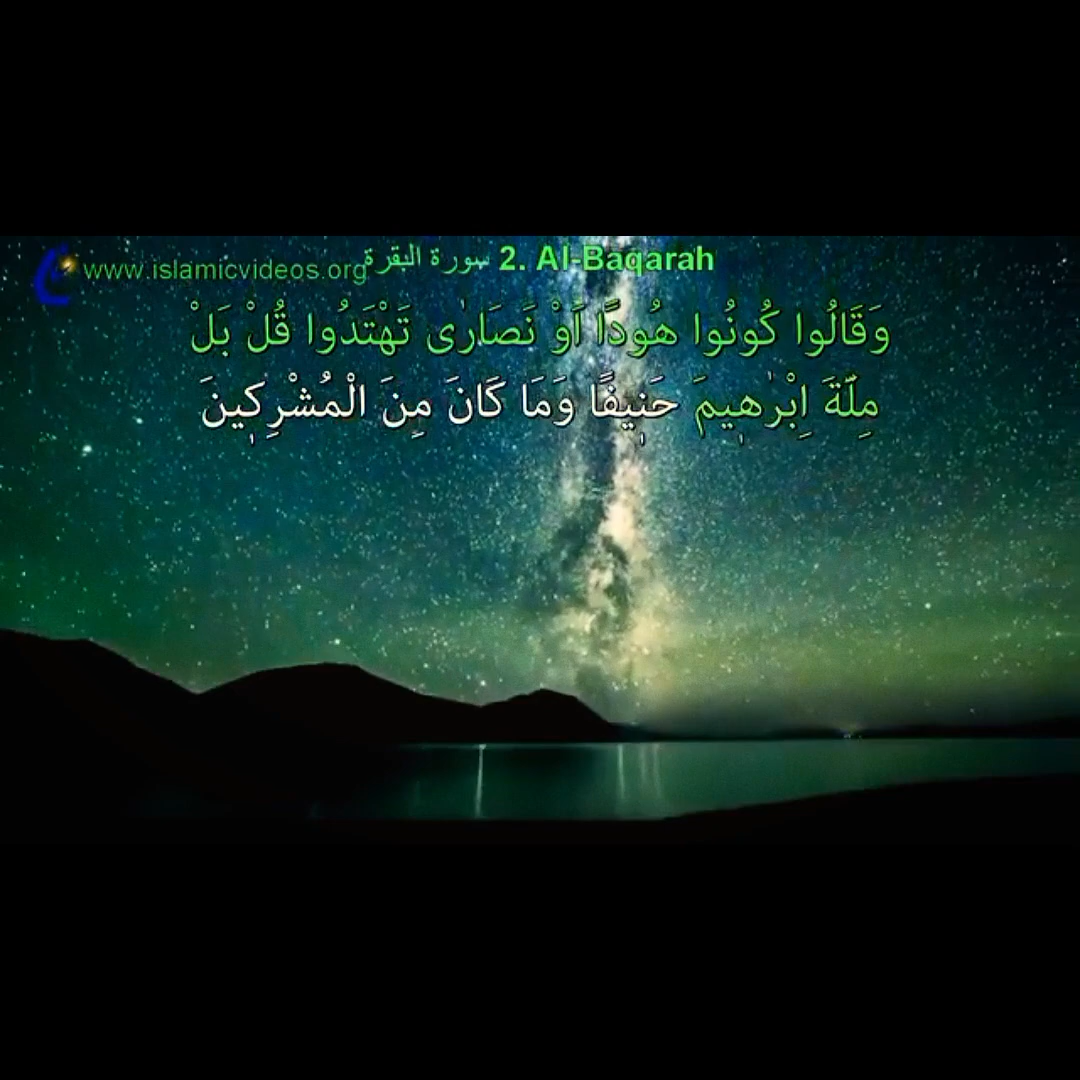 www.islamicvideos.org سورة البقرة 2. Al-Baqarah
وَقَالُوا كُونُوا هُودًا اَوْ نَصَارٰى تَهْتَدُوا قُلْ بَلْ
مِلَّةَ اِبْرٰهٖيمَ حَنٖيفًا وَمَا كَانَ مِنَ الْمُشْرِكٖينَ